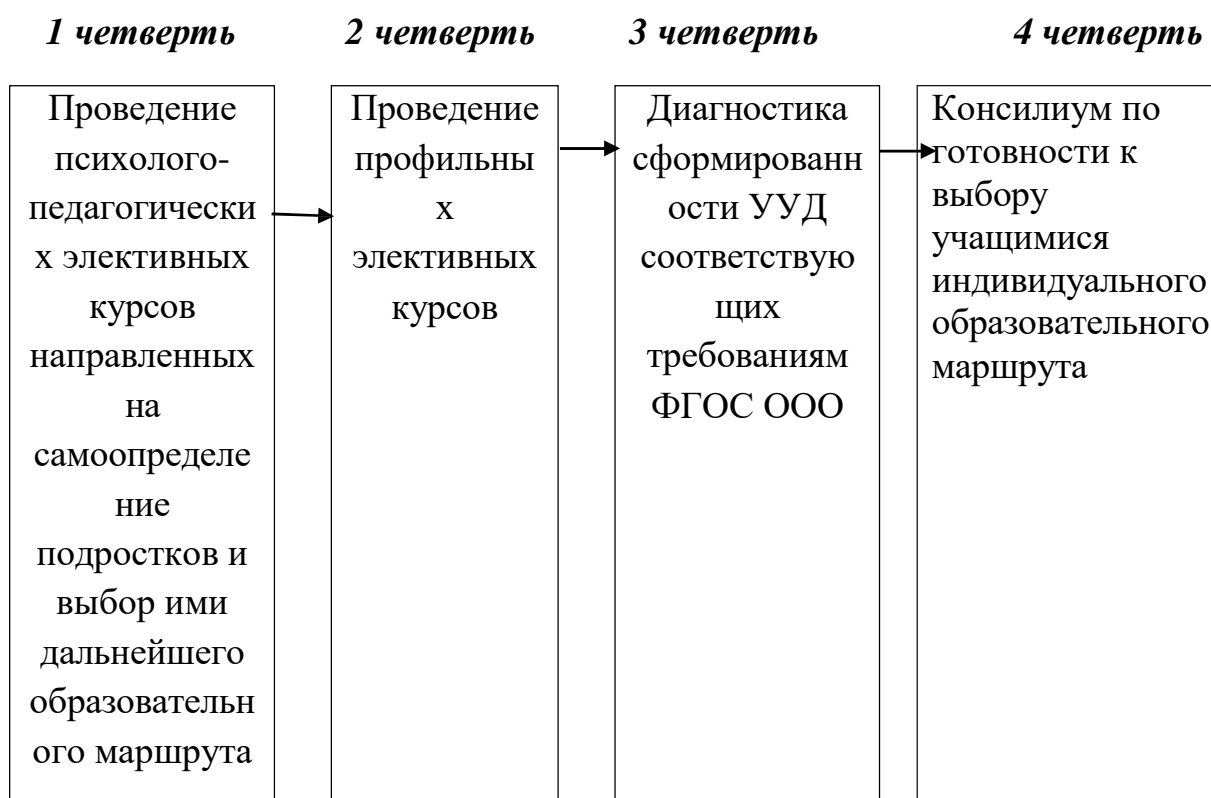 1 четверть 2 четверть 3 четверть 4 четверть
Проведение
психолого-
педагогически
х элективных
курсов
направленных
на
самоопределе
ние
подростков и
выбор ими
дальнейшего
образовательн
ого маршрута
Проведение
профильны
х
элективных
курсов
Диагностика
сформированн
ости УУД
соответствую
щих
требованиям
ФГОС ООО
Консилиум по
готовности к
выбору
учащимися
индивидуального
образовательного
маршрута